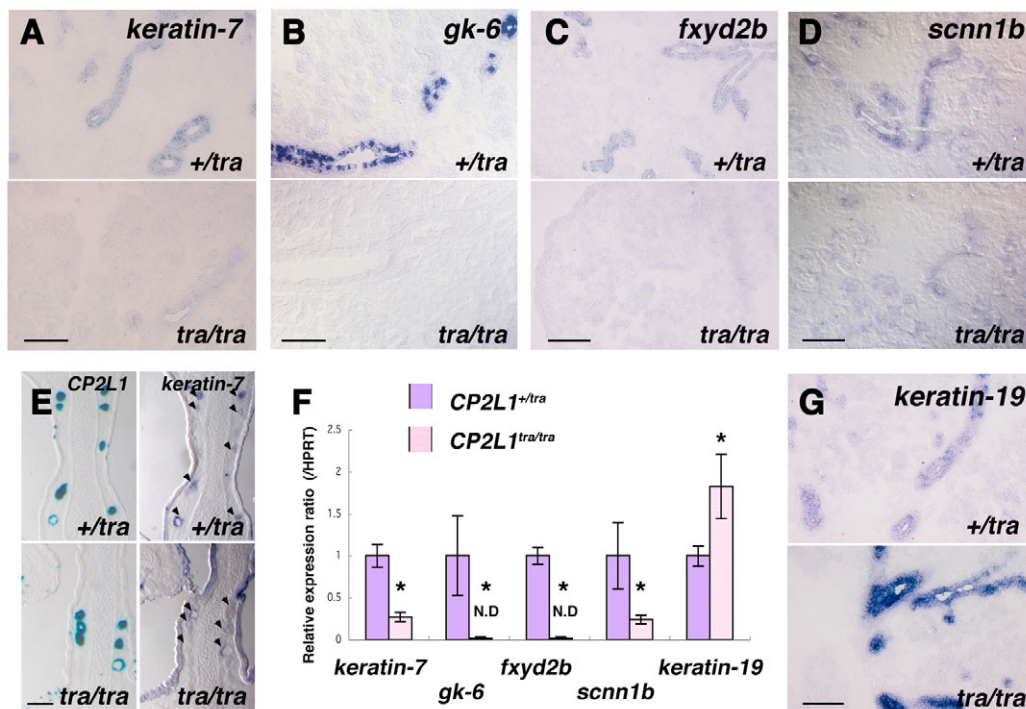 A keratin-7
+/tra
tra/tra
B gk-6
+/tra
tra/tra
C fxyd2b
+/tra
tra/tra
D scnn1b
+/tra
tra/tra
E CP2L1 keratin-7
+/tra +/tra
tra/tra tra/tra
F CP2L1+/tra
CP2L1tra/tra
Relative expression ratio (/HPRT)
2.5
2
1.5
1
0.5
0
* * * * *
N.D N.D
keratin-7 fxyd2b keratin-19
gk-6 scnn1b
G keratin-19
+/tra
tra/tra